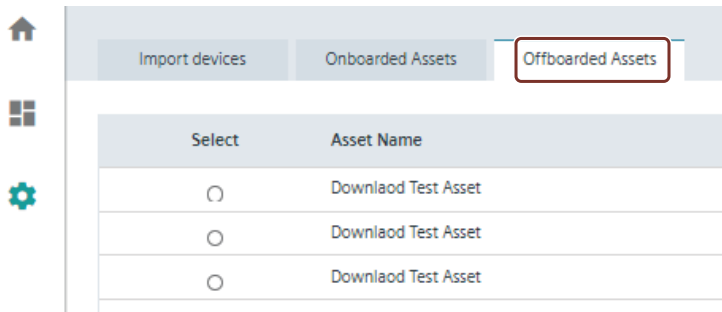 Import devices Onboarded Assets Offboarded Assets
Select Asset Name
Downlaod Test Asset
Downlaod Test Asset
Downlaod Test Asset